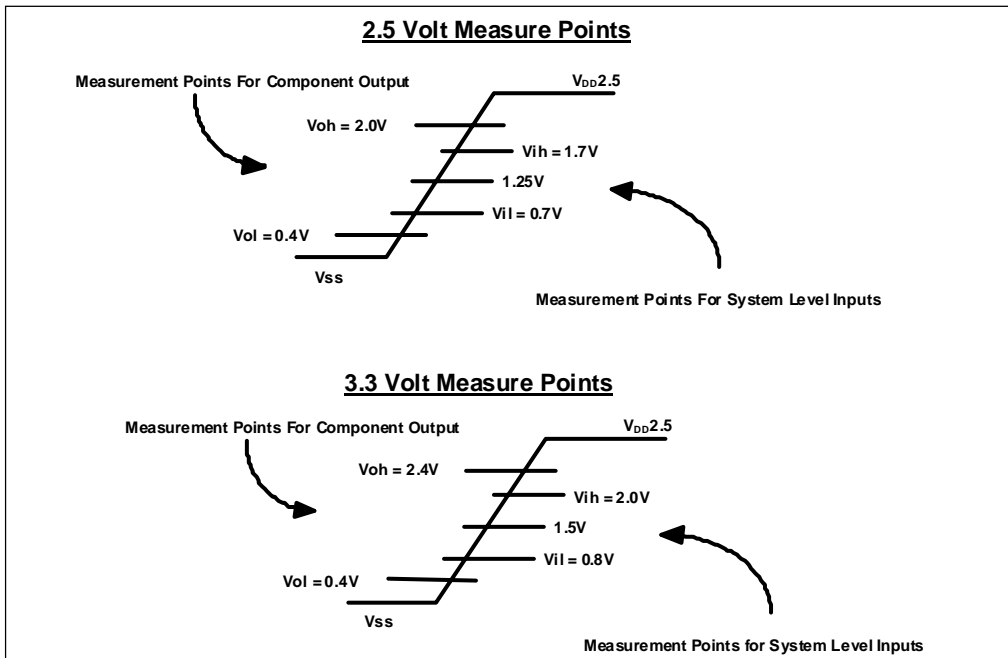 2.5 Volt Measure Points
Measurement Points For Component Output
VDD2.5
Voh = 2.0V
Vih = 1.7V
1.25V
Vil = 0.7V
Vol = 0.4V
Vss
Measurement Points For System Level Inputs
3.3 Volt Measure Points
Measurement Points For Component Output
VDD2.5
Voh = 2.4V
Vih = 2.0V
1.5V
Vil = 0.8V
Vol = 0.4V
Vss
Measurement Points for System Level Inputs